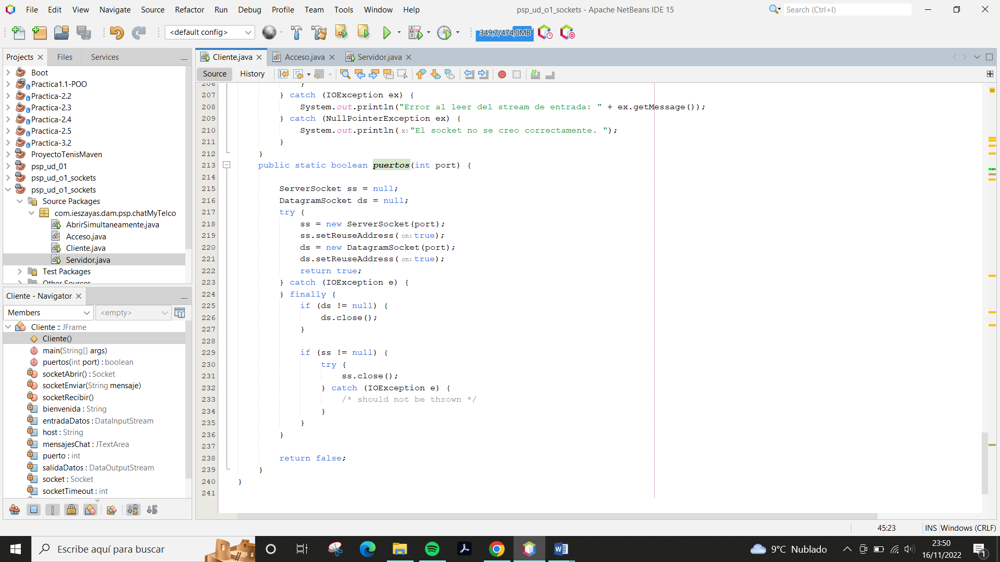 File Edit View Navigate Source Refactor Run Debug Profile Team Tools Window Help
psp_ud_o1_sockets - Apache NetBeans IDE 15
Search (Ctrl+I)
<default config>
349,7/474,0MB
Projects Files Services
Boot
Practica1.1-POO
Practica-2.2
Practica-2.3
Practica-2.4
Practica-2.5
Practica-3.2
ProyectoTenisMaven
psp_ud_01
psp_ud_o1_sockets
psp_ud_o1_sockets
Source Packages
com.ieszayas.dam.psp.chatMyTelco
AbrirSimultaneamente.java
Acceso.java
Cliente.java
Servidor.java
Test Packages
Other Sources
Cliente - Navigator
Members <empty>
Cliente :: JFrame
Cliente()
main(String[] args)
puertos(int port) : boolean
socketAbrir() : Socket
socketEnviar(String mensaje)
socketRecibir()
bienvenida : String
entradaDatos : DataInputStream
host : String
mensajesChat : JTextArea
puerto : int
salidaDatos : DataOutputStream
socket : Socket
socketTimeout : int
Cliente.java Acceso.java Servidor.java
Source History
206 }
207 } catch (IOException ex) {
208 System.out.println("Error al leer del stream de entrada: " + ex.getMessage());
209 } catch (NullPointerException ex) {
210 System.out.println( x: "El socket no se creo correctamente. ");
211 }
212 }
213 public static boolean puertos(int port) {
214
215 ServerSocket ss = null;
216 DatagramSocket ds = null;
217 try {
218 ss = new ServerSocket(port);
219 ss.setReuseAddress( on: true);
220 ds = new DatagramSocket(port);
221 ds.setReuseAddress( on: true);
222 return true;
223 } catch (IOException e) {
224 } finally {
225 if (ds != null) {
226 ds.close();
227 }
228
229 if (ss != null) {
230 try {
231 ss.close();
232 } catch (IOException e) {
233 /* should not be thrown */
234 }
235 }
236 }
237
238 return false;
239 }
240 }
241
45:23 INS Windows (CRLF)
Escribe aquí para buscar
9°C Nublado
23:50
16/11/2022
1